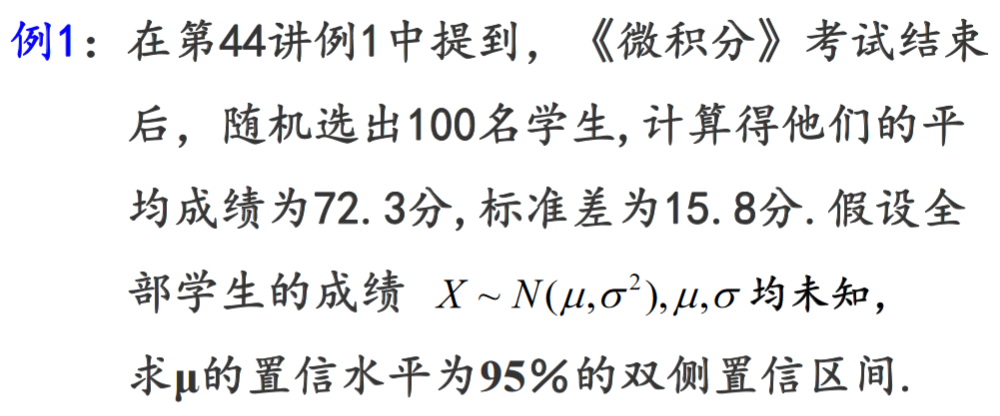 例1：在第44讲例1中提到，《微积分》考试结束
后，随机选出100名学生,计算得他们的平
均成绩为72.3分,标准差为15.8分.假设全
部学生的成绩 X ~ N(μ,σ²),μ,σ 均未知，
求μ的置信水平为95%的双侧置信区间.